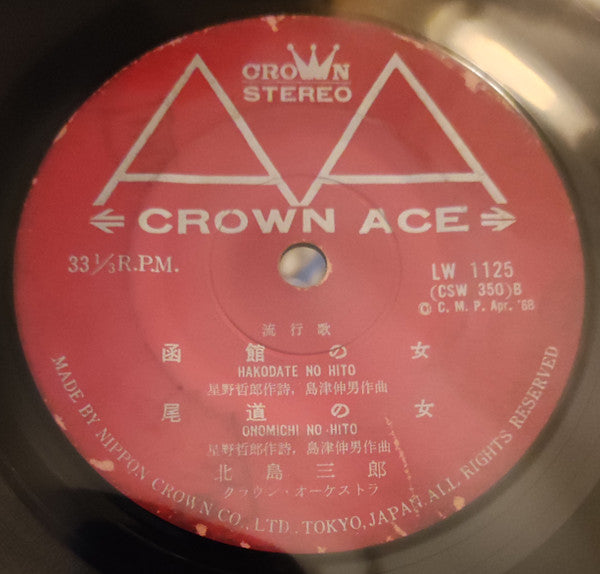 CROWN
STEREO
CROWN ACE
33 1/3 R.P.M.
LW 1125
(CSW 350)B
© C. M. P. Apr. '68
流行歌
函館の女
HAKODATE NO HITO
星野哲郎作詩, 島津伸男作曲
尾道の女
ONOMICHI NO HITO
星野哲郎作詩, 島津伸男作曲
北島三郎
クラウン・オーケストラ
MADE BY NIPPON CROWN CO., LTD., TOKYO, JAPAN. ALL RIGHTS RESERVED